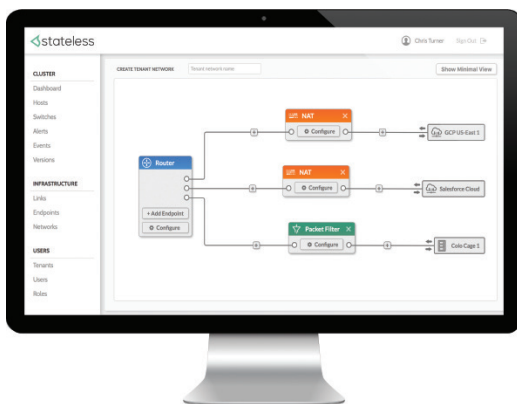 stateless
Chris Turner
Sign Out
CLUSTER
Dashboard
Hosts
Switches
Alerts
Events
Versions
INFRASTRUCTURE
Links
Endpoints
Networks
USERS
Tenants
Users
Roles
CREATE TENANT NETWORK
Tenant network name
Show Minimal View
Router
+ Add Endpoint
Configure
NAT
Configure
GCP US-East 1
NAT
Configure
Salesforce Cloud
Packet Filter
Configure
Colo Cage 1